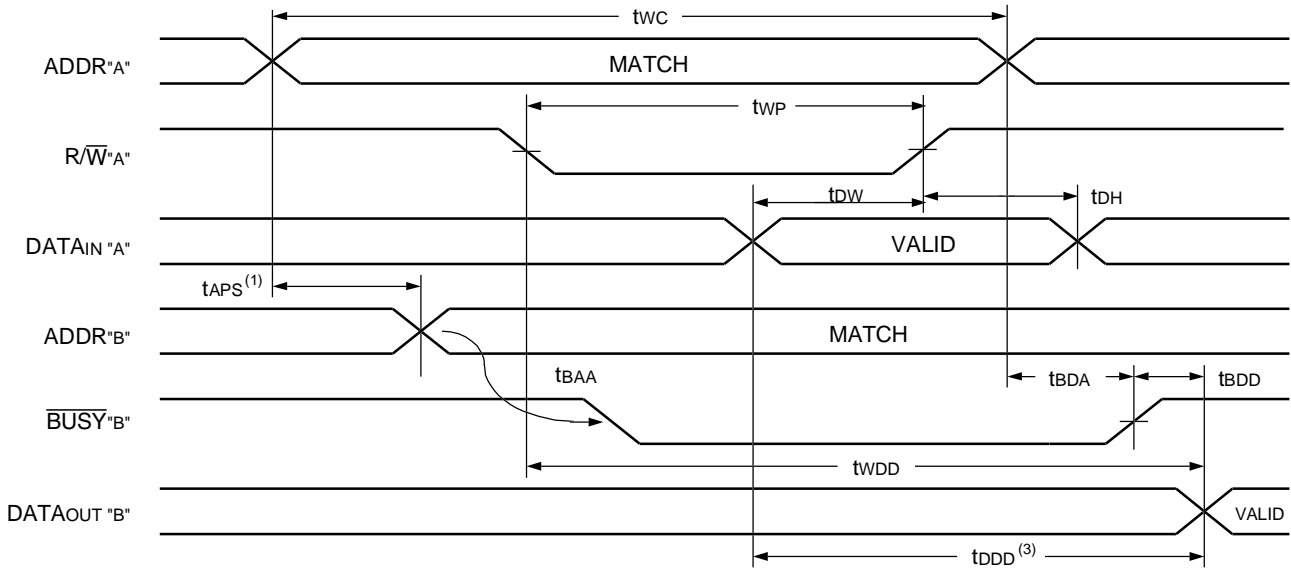 tWC
ADDR"A"
MATCH
tWP
R/W̅"A"
tDW
tDH
DATAIN "A"
VALID
tAPS(1)
ADDR"B"
MATCH
tBAA
tBDA
tBDD
B̅U̅S̅Y̅"B"
tWDD
DATAOUT "B"
VALID
tDDD(3)